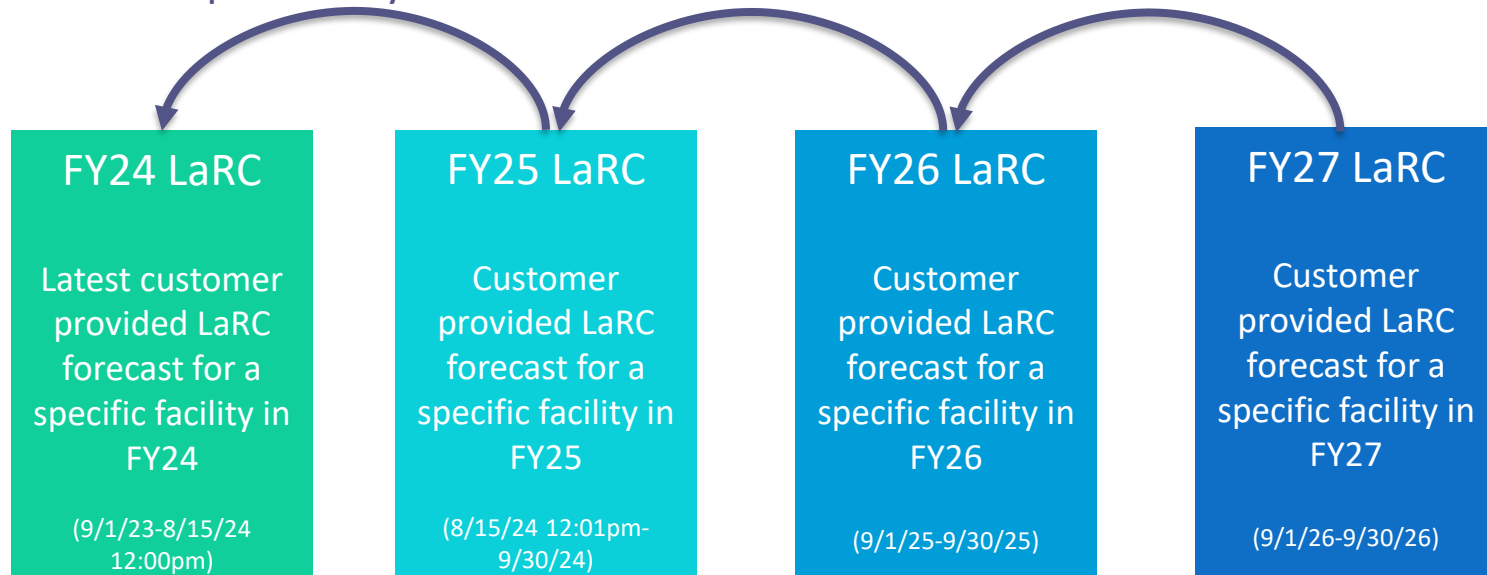 FY24 LaRC
Latest customer
provided LaRC
forecast for a
specific facility in
FY24
(9/1/23-8/15/24
12:00pm)
FY25 LaRC
Customer
provided LaRC
forecast for a
specific facility in
FY25
(8/15/24 12:01pm-
9/30/24)
FY26 LaRC
Customer
provided LaRC
forecast for a
specific facility in
FY26
(9/1/25-9/30/25)
FY27 LaRC
Customer
provided LaRC
forecast for a
specific facility in
FY27
(9/1/26-9/30/26)